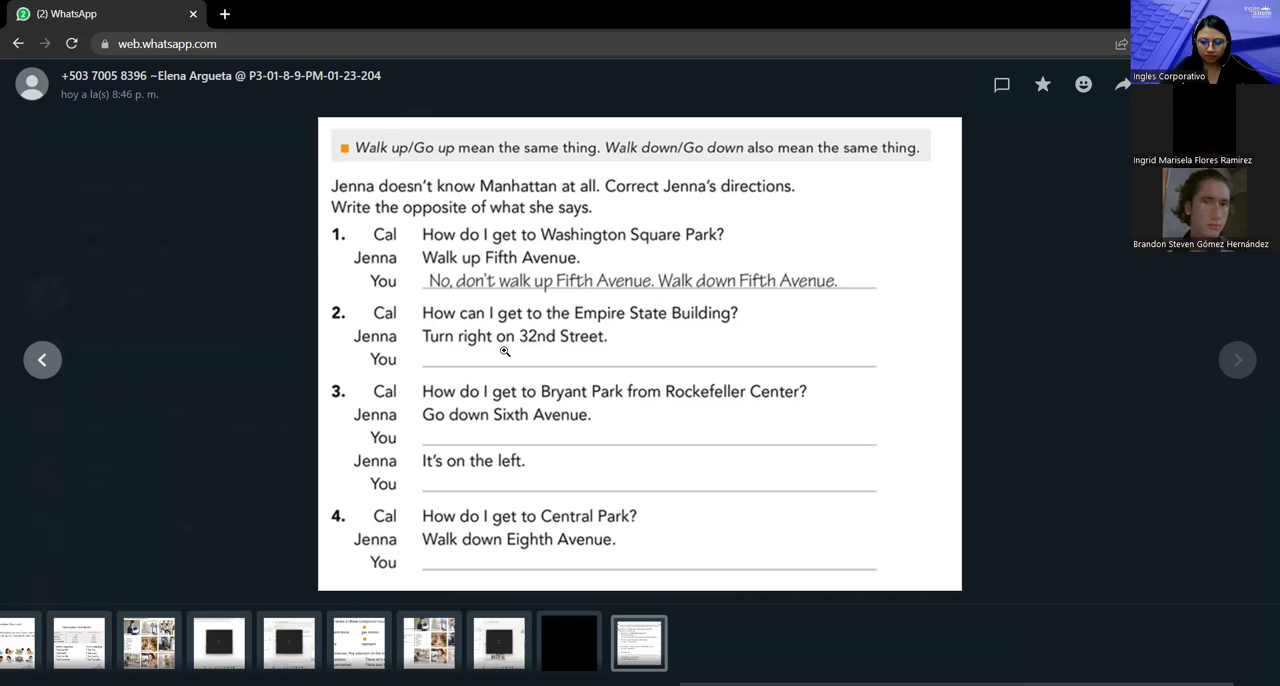 (2) WhatsApp
web.whatsapp.com
+503 7005 8396 ~Elena Argueta @ P3-01-8-9-PM-01-23-204
hoy a la(s) 8:46 p. m.
Ingles Corporativo
Ingrid Marisela Flores Ramirez
Brandon Steven Gómez Hernández
Walk up/Go up mean the same thing. Walk down/Go down also mean the same thing.
Jenna doesn't know Manhattan at all. Correct Jenna's directions.
Write the opposite of what she says.
1. Cal How do I get to Washington Square Park?
Jenna Walk up Fifth Avenue.
You No, don't walk up Fifth Avenue. Walk down Fifth Avenue.
2. Cal How can I get to the Empire State Building?
Jenna Turn right on 32nd Street.
You
3. Cal How do I get to Bryant Park from Rockefeller Center?
Jenna Go down Sixth Avenue.
You
Jenna It's on the left.
You
4. Cal How do I get to Central Park?
Jenna Walk down Eighth Avenue.
You